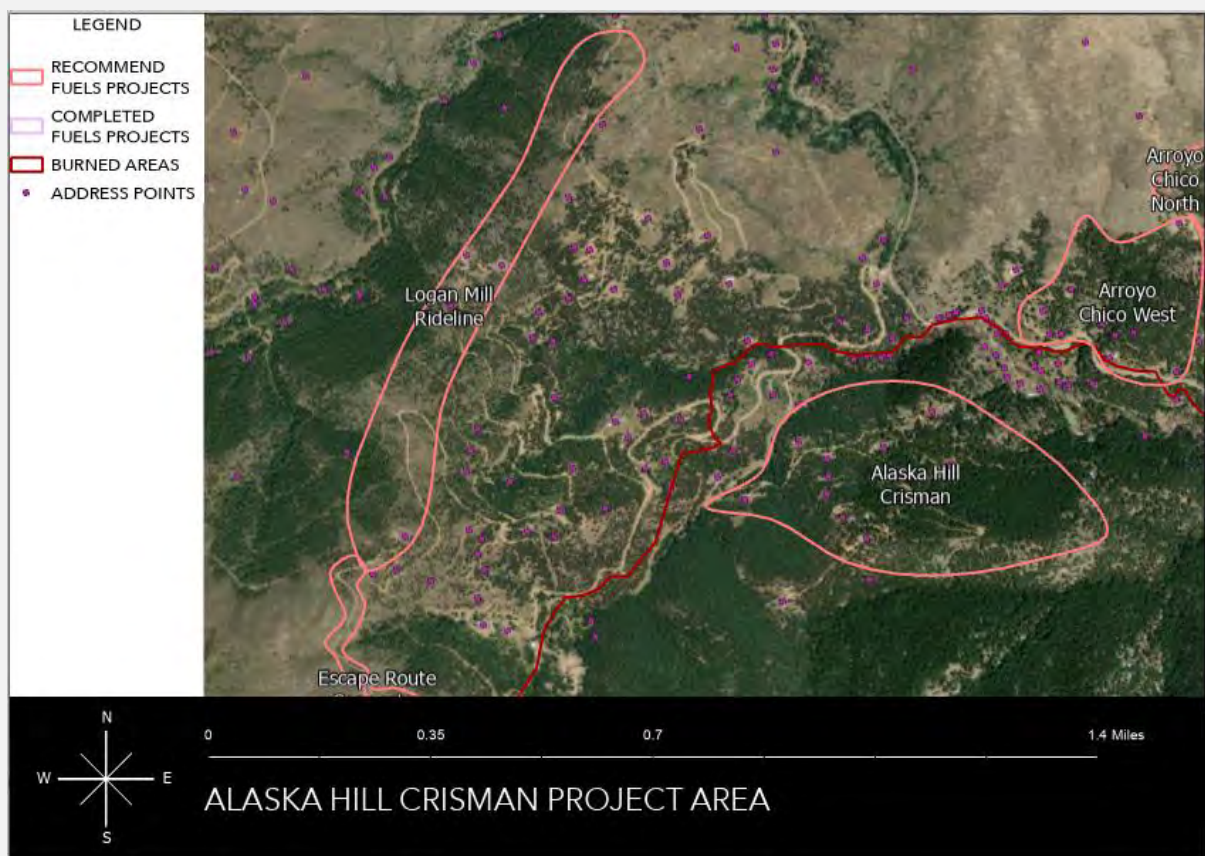 LEGEND
RECOMMEND
FUELS PROJECTS
COMPLETED
FUELS PROJECTS
BURNED AREAS
ADDRESS POINTS
Arroyo
Chico
North
Logan Mill
Rideline
Arroyo
Chico West
Alaska Hill
Crisman
Escape Route
N
W E
S
0 0.35 0.7 1.4 Miles
ALASKA HILL CRISMAN PROJECT AREA